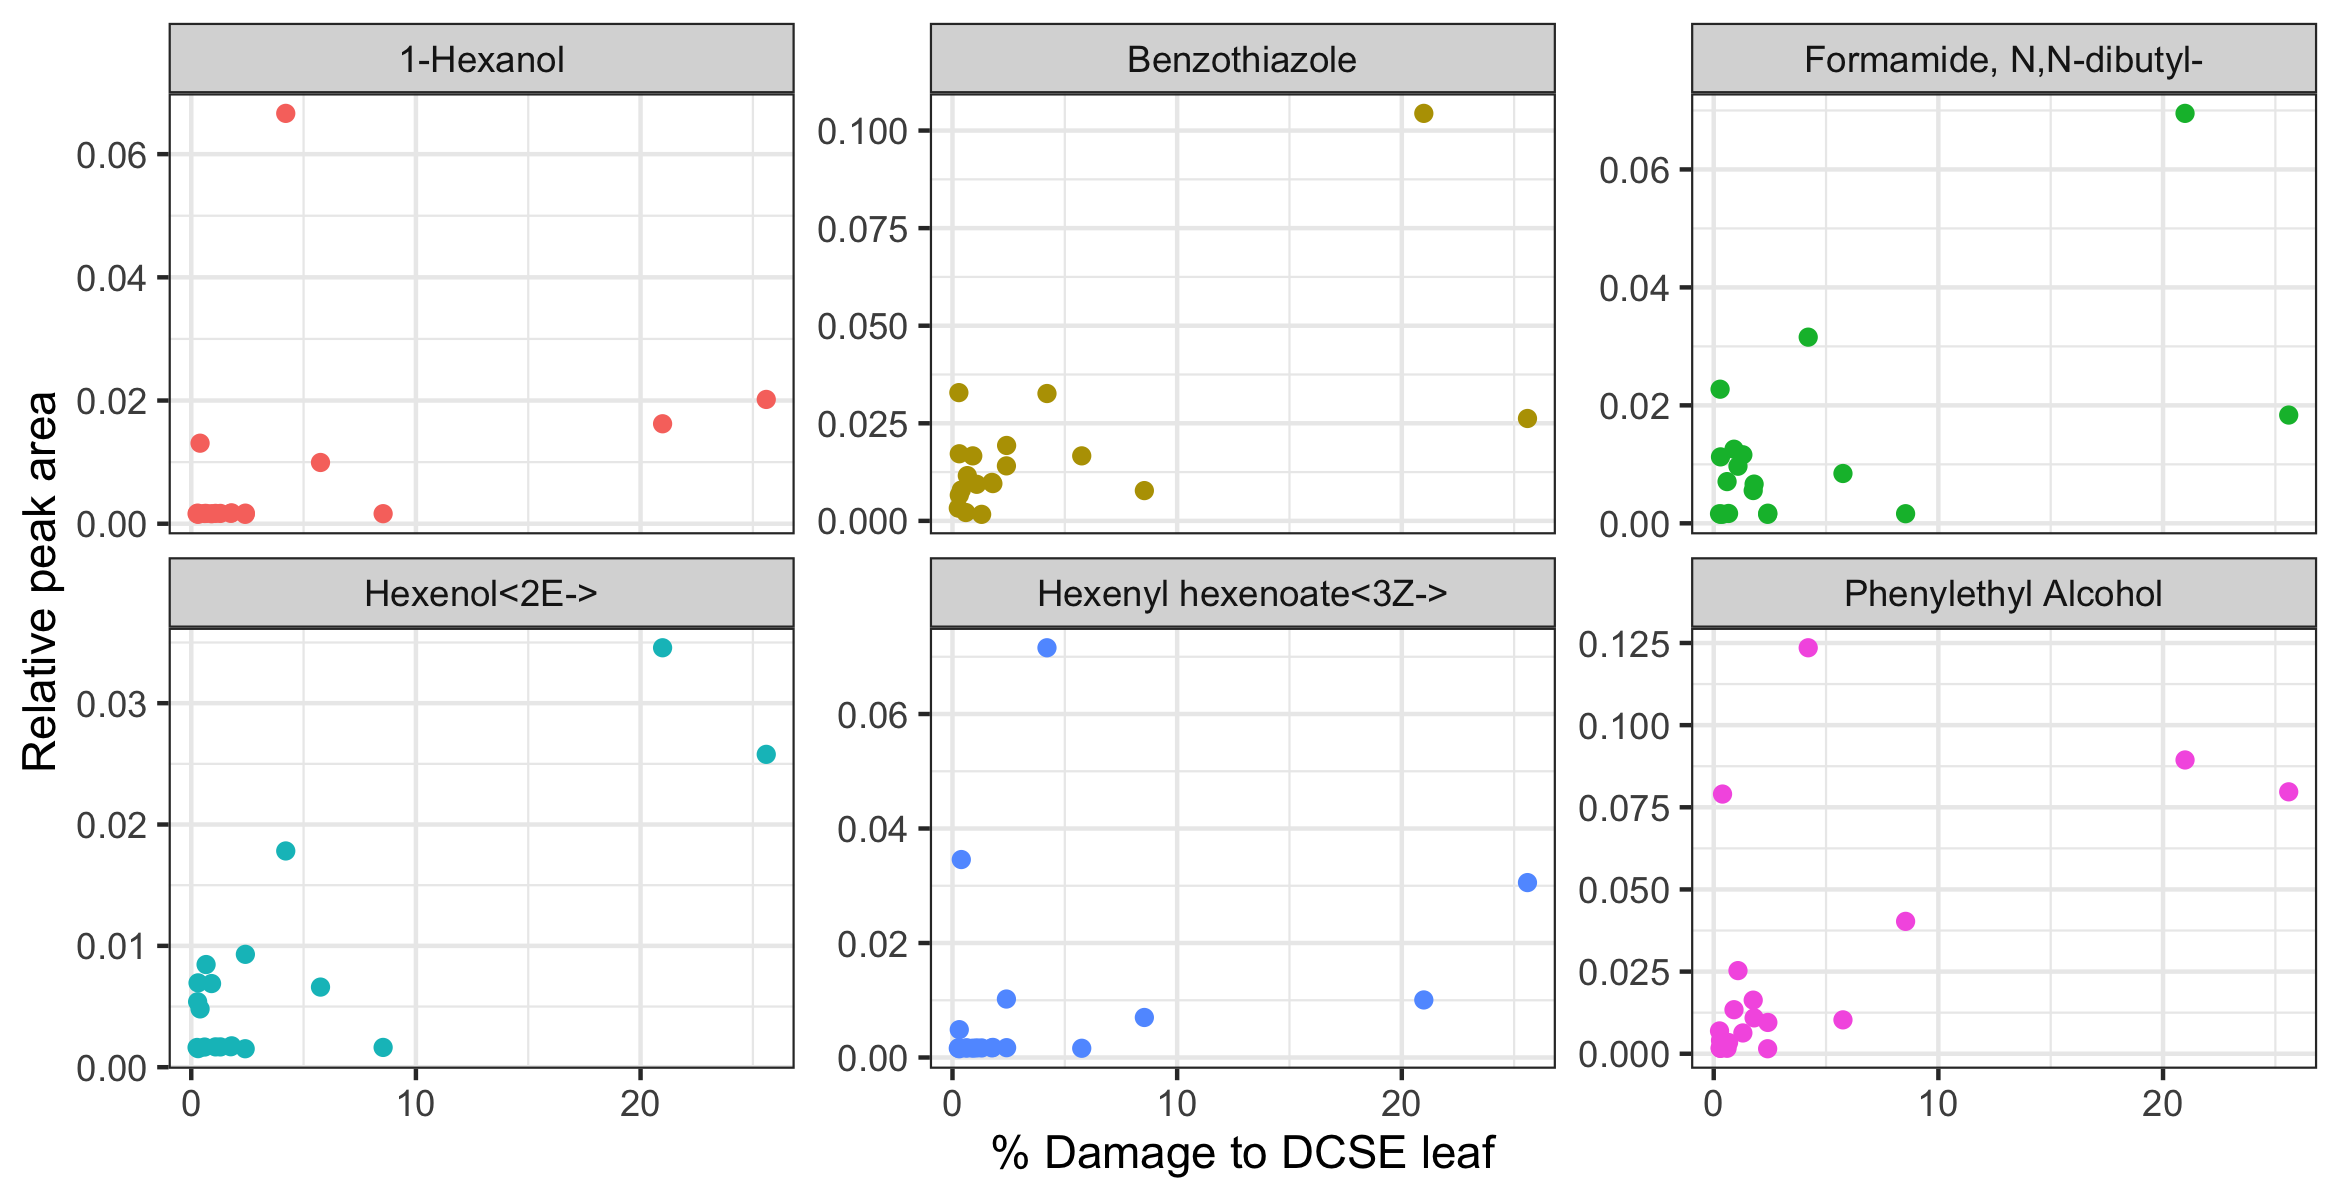 1-Hexanol
Benzothiazole
Formamide, N,N-dibutyl-
0.06
0.04
0.02
0.00
0.100
0.075
0.050
0.025
0.000
0.06
0.04
0.02
0.00
Relative peak area
Hexenol<2E->
Hexenyl hexenoate<3Z->
Phenylethyl Alcohol
0.03
0.02
0.01
0.00
0.06
0.04
0.02
0.00
0.125
0.100
0.075
0.050
0.025
0.000
0 10 20
0 10 20
0 10 20
% Damage to DCSE leaf